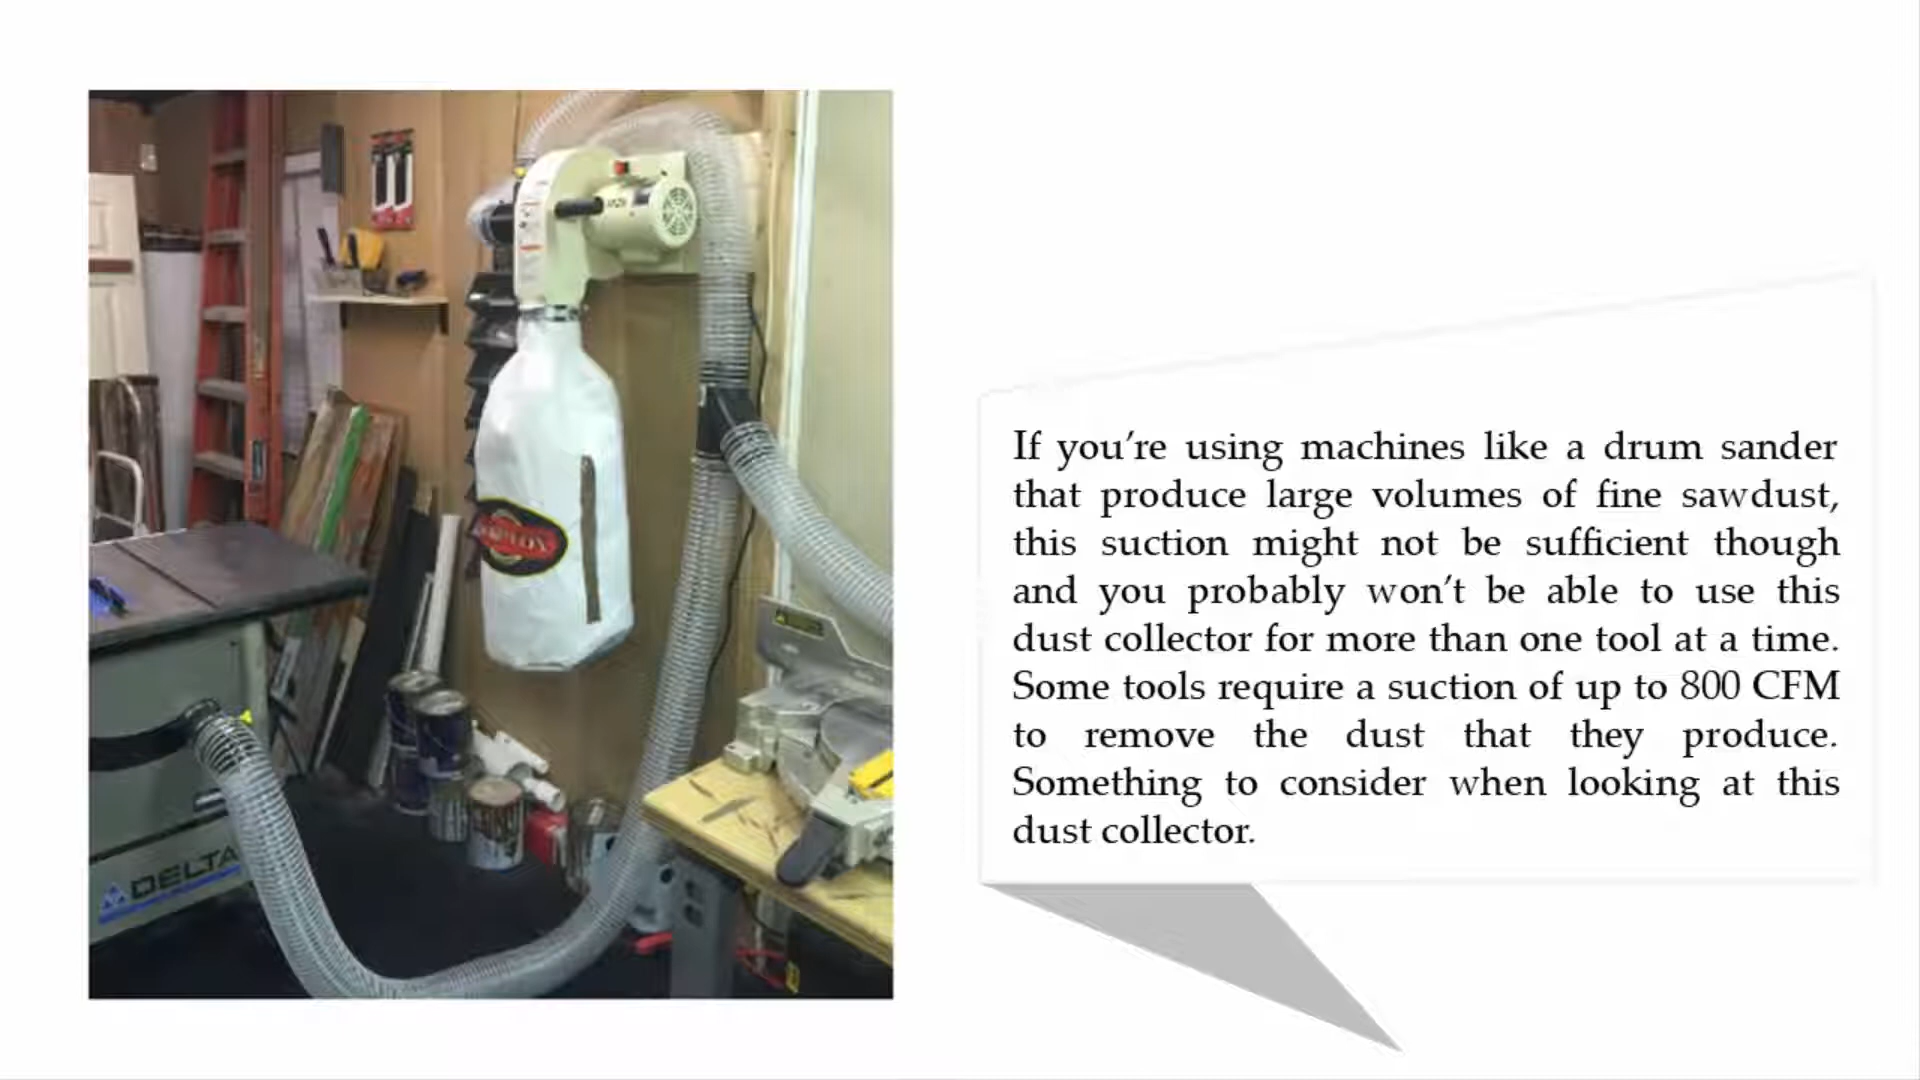 If you’re using machines like a drum sander
that produce large volumes of fine sawdust,
this suction might not be sufficient though
and you probably won’t be able to use this
dust collector for more than one tool at a time.
Some tools require a suction of up to 800 CFM
to remove the dust that they produce.
Something to consider when looking at this
dust collector.
DELTA